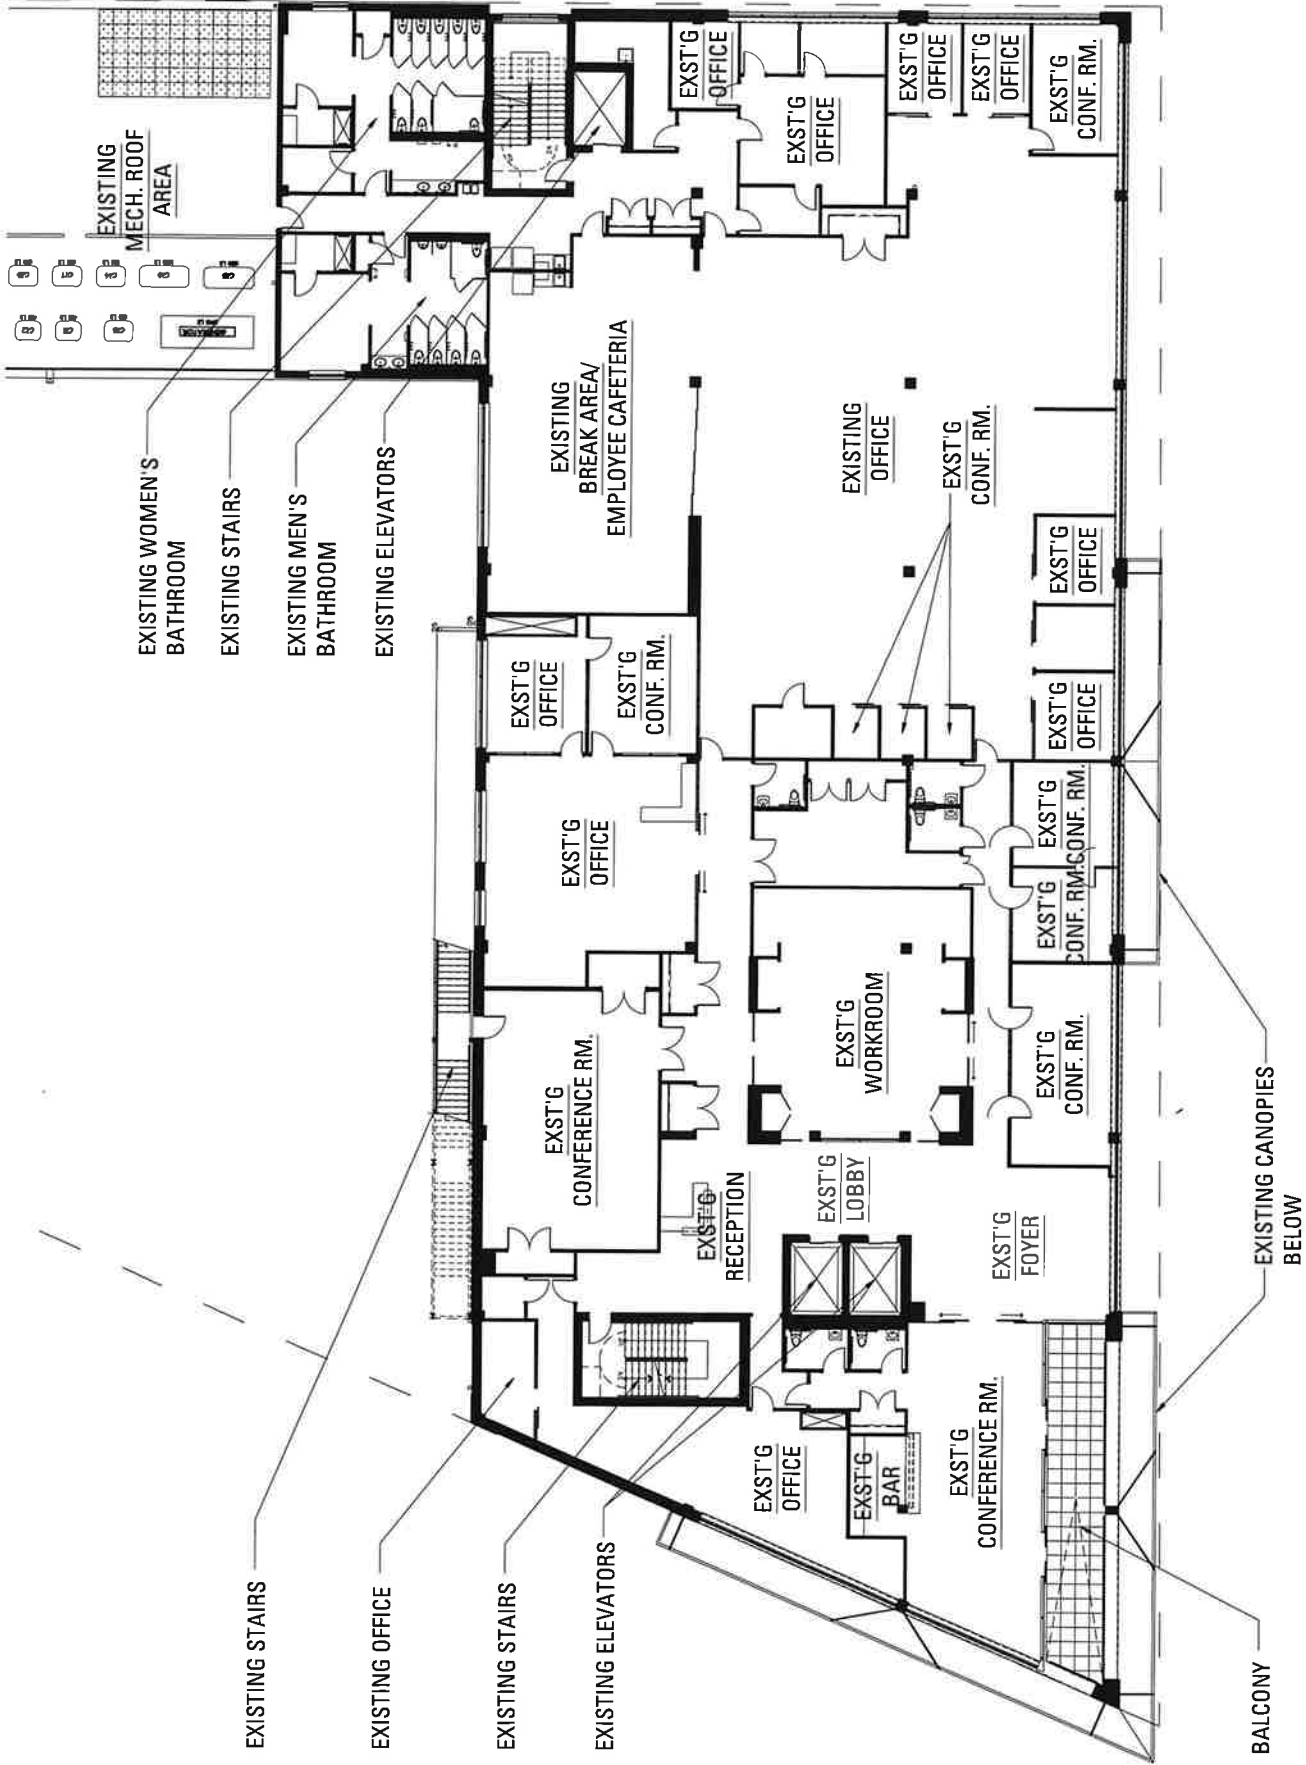 EXISTING
MECH. ROOF
AREA
EXISTING WOMEN'S
BATHROOM
EXISTING STAIRS
EXISTING MEN'S
BATHROOM
EXISTING ELEVATORS
EXISTING
BREAK AREA/
EMPLOYEE CAFETERIA
EXST'G
OFFICE
EXST'G
OFFICE
EXST'G
OFFICE
EXST'G
OFFICE
EXST'G
CONF. RM.
EXISTING
OFFICE
EXST'G
CONF. RM.
EXST'G
OFFICE
EXST'G
OFFICE
EXST'G
OFFICE
EXST'G
CONF. RM.
EXST'G
OFFICE
EXST'G
CONF. RM.
EXST'G
CONF. RM.
EXST'G
CONF. RM.
EXST'G
WORKROOM
EXST'G
CONFERENCE RM.
EXST'G
RECEPTION
EXST'G
LOBBY
EXST'G
FOYER
EXST'G
OFFICE
EXST'G
BAR
EXST'G
CONFERENCE RM.
EXISTING STAIRS
EXISTING OFFICE
EXISTING STAIRS
EXISTING ELEVATORS
BALCONY
EXISTING CANOPIES
BELOW